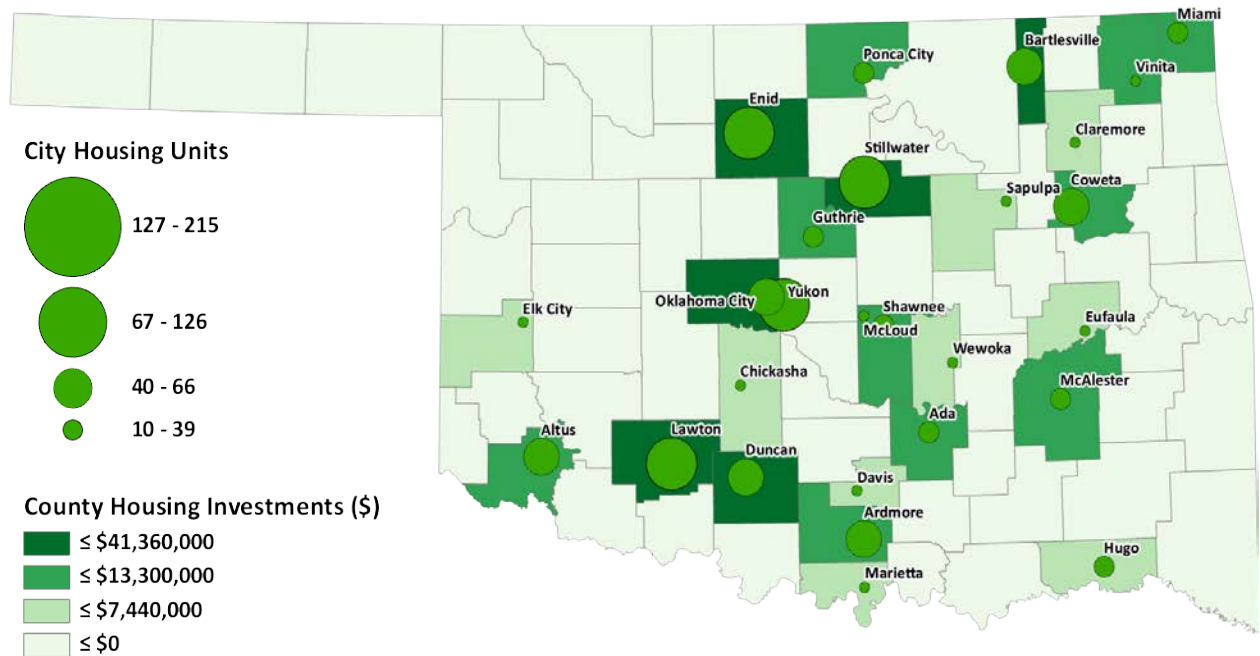 Miami
Bartlesville
Ponca City
Vinita
Enid
Claremore
City Housing Units
Stillwater
Coweta
Sapulpa
127 - 215
Guthrie
Yukon
Oklahoma City
Shawnee
Elk City
Eufaula
67 - 126
McLoud
Wewoka
Chickasha
McAlester
40 - 66
Ada
10 - 39
Altus
Lawton
Duncan
Davis
County Housing Investments ($)
Ardmore
≤ $41,360,000
Hugo
≤ $13,300,000
Marietta
≤ $7,440,000
≤ $0